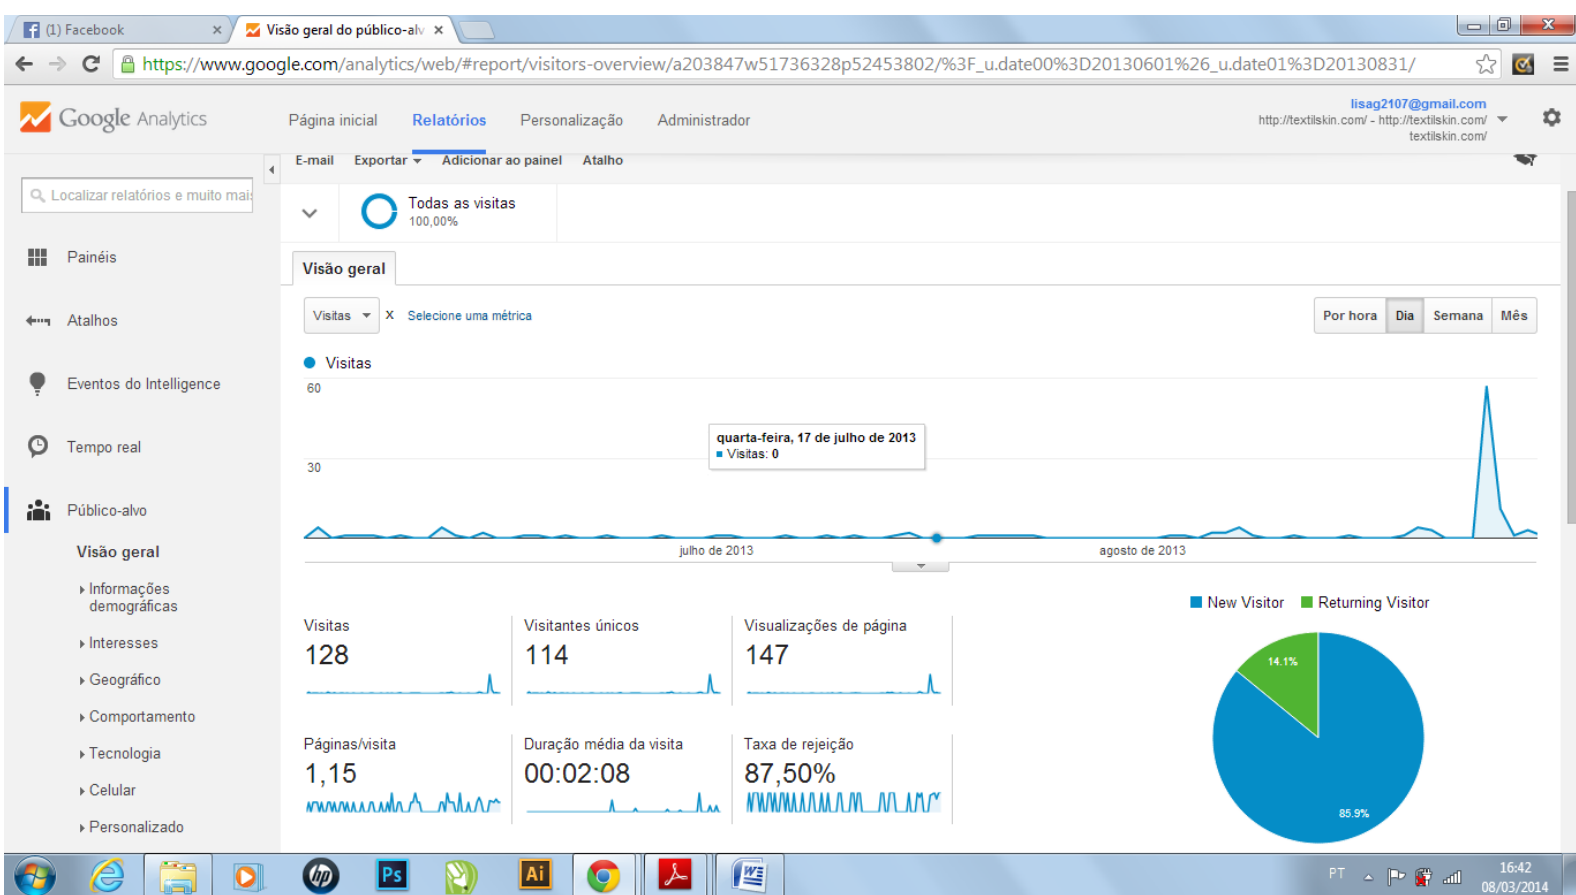 (1) Facebook
Visão geral do público-alv
https://www.google.com/analytics/web/#report/visitors-overview/a203847w51736328p52453802/%3F_u.date00%3D20130601%26_u.date01%3D20130831/
Google Analytics
Página inicial
Relatórios
Personalização
Administrador
lisag2107@gmail.com
http://textilskin.com/ - http://textilskin.com/
textilskin.com/
E-mail
Exportar
Adicionar ao painel
Atalho
Localizar relatórios e muito mais
Todas as visitas
100,00%
Painéis
Atalhos
Eventos do Intelligence
Tempo real
Público-alvo
Visão geral
Informações
demográficas
Interesses
Geográfico
Comportamento
Tecnologia
Celular
Personalizado
Visão geral
Visitas
X
Selecione uma métrica
Por hora
Dia
Semana
Mês
Visitas
60
30
quarta-feira, 17 de julho de 2013
Visitas: 0
julho de 2013
agosto de 2013
New Visitor
Returning Visitor
14.1%
85.9%
Visitas
128
Visitantes únicos
114
Visualizações de página
147
Páginas/visita
1,15
Duração média da visita
00:02:08
Taxa de rejeição
87,50%
hp
Ps
Ai
W
PT
16:42
08/03/2014